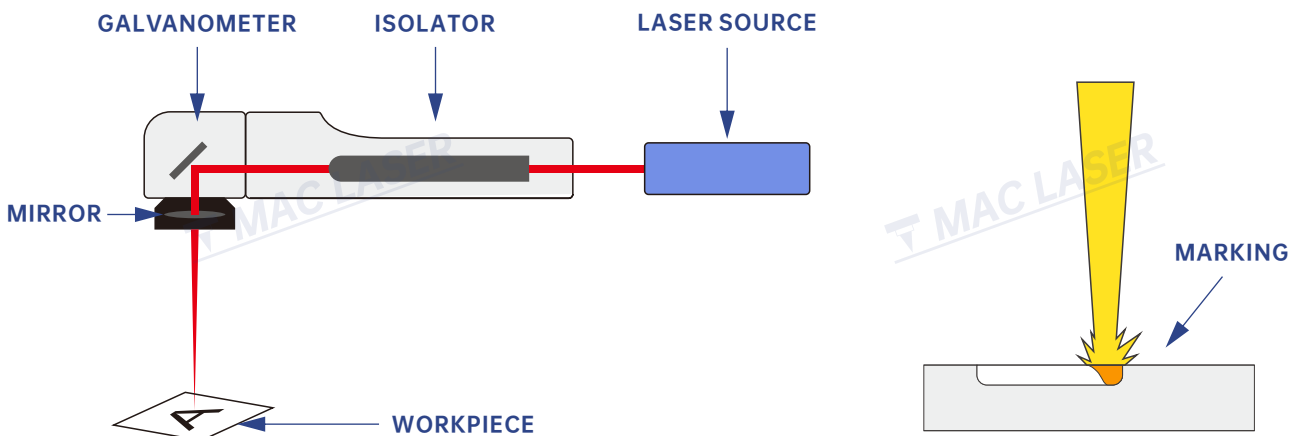 GALVANOMETER
ISOLATOR
LASER SOURCE
MAC LASER
MAC LASER
MIRROR
MARKING
A
WORKPIECE